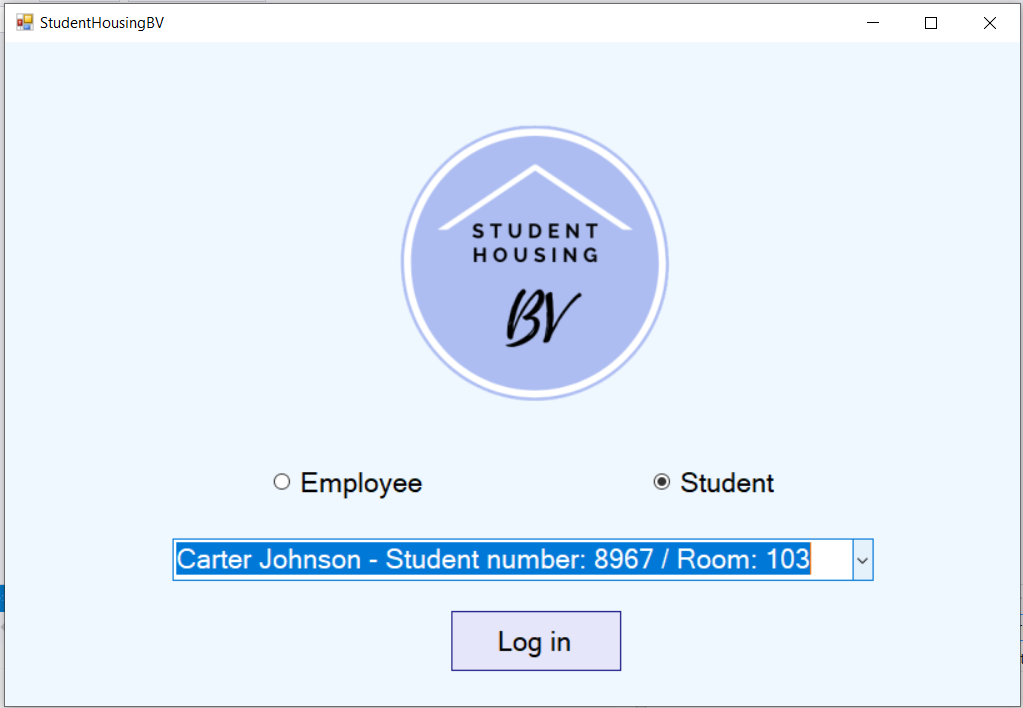 StudentHousingBV
STUDENT
HOUSING
BV
Employee
Student
Carter Johnson - Student number: 8967 / Room: 103
Log in